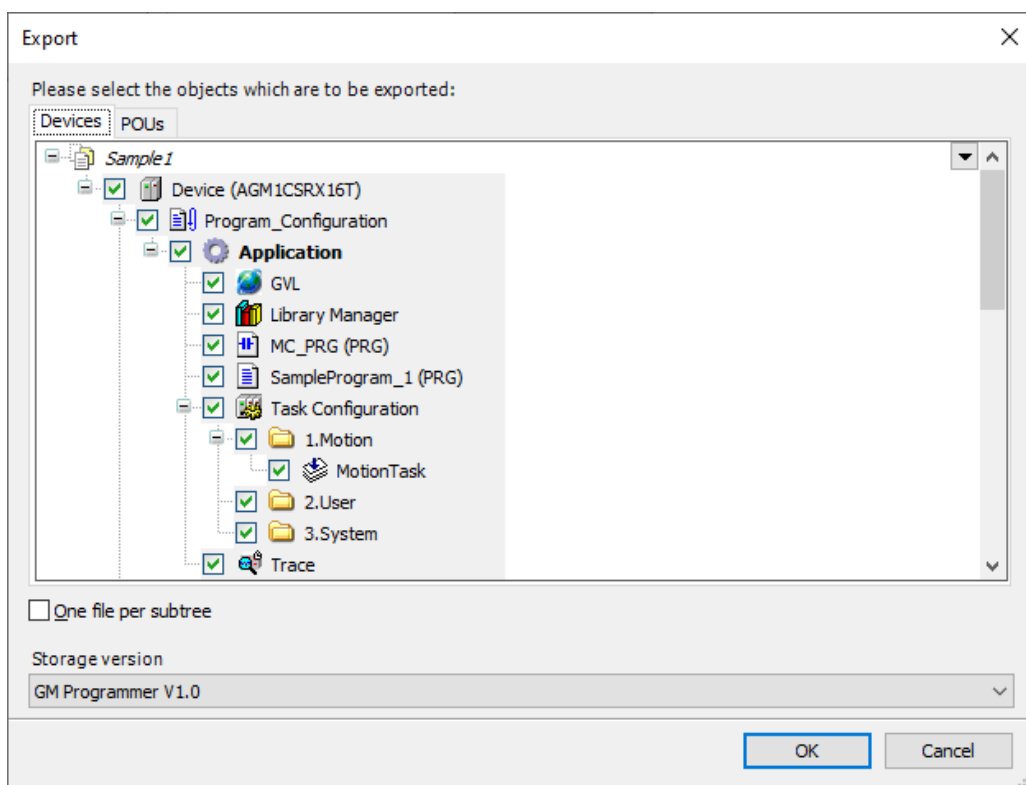 Export
Please select the objects which are to be exported:
Devices POUs
Sample1
Device (AGM1CSRX16T)
Program_Configuration
Application
GVL
Library Manager
MC_PRG (PRG)
SampleProgram_1 (PRG)
Task Configuration
1.Motion
MotionTask
2.User
3.System
Trace
One file per subtree
Storage version
GM Programmer V1.0
OK Cancel